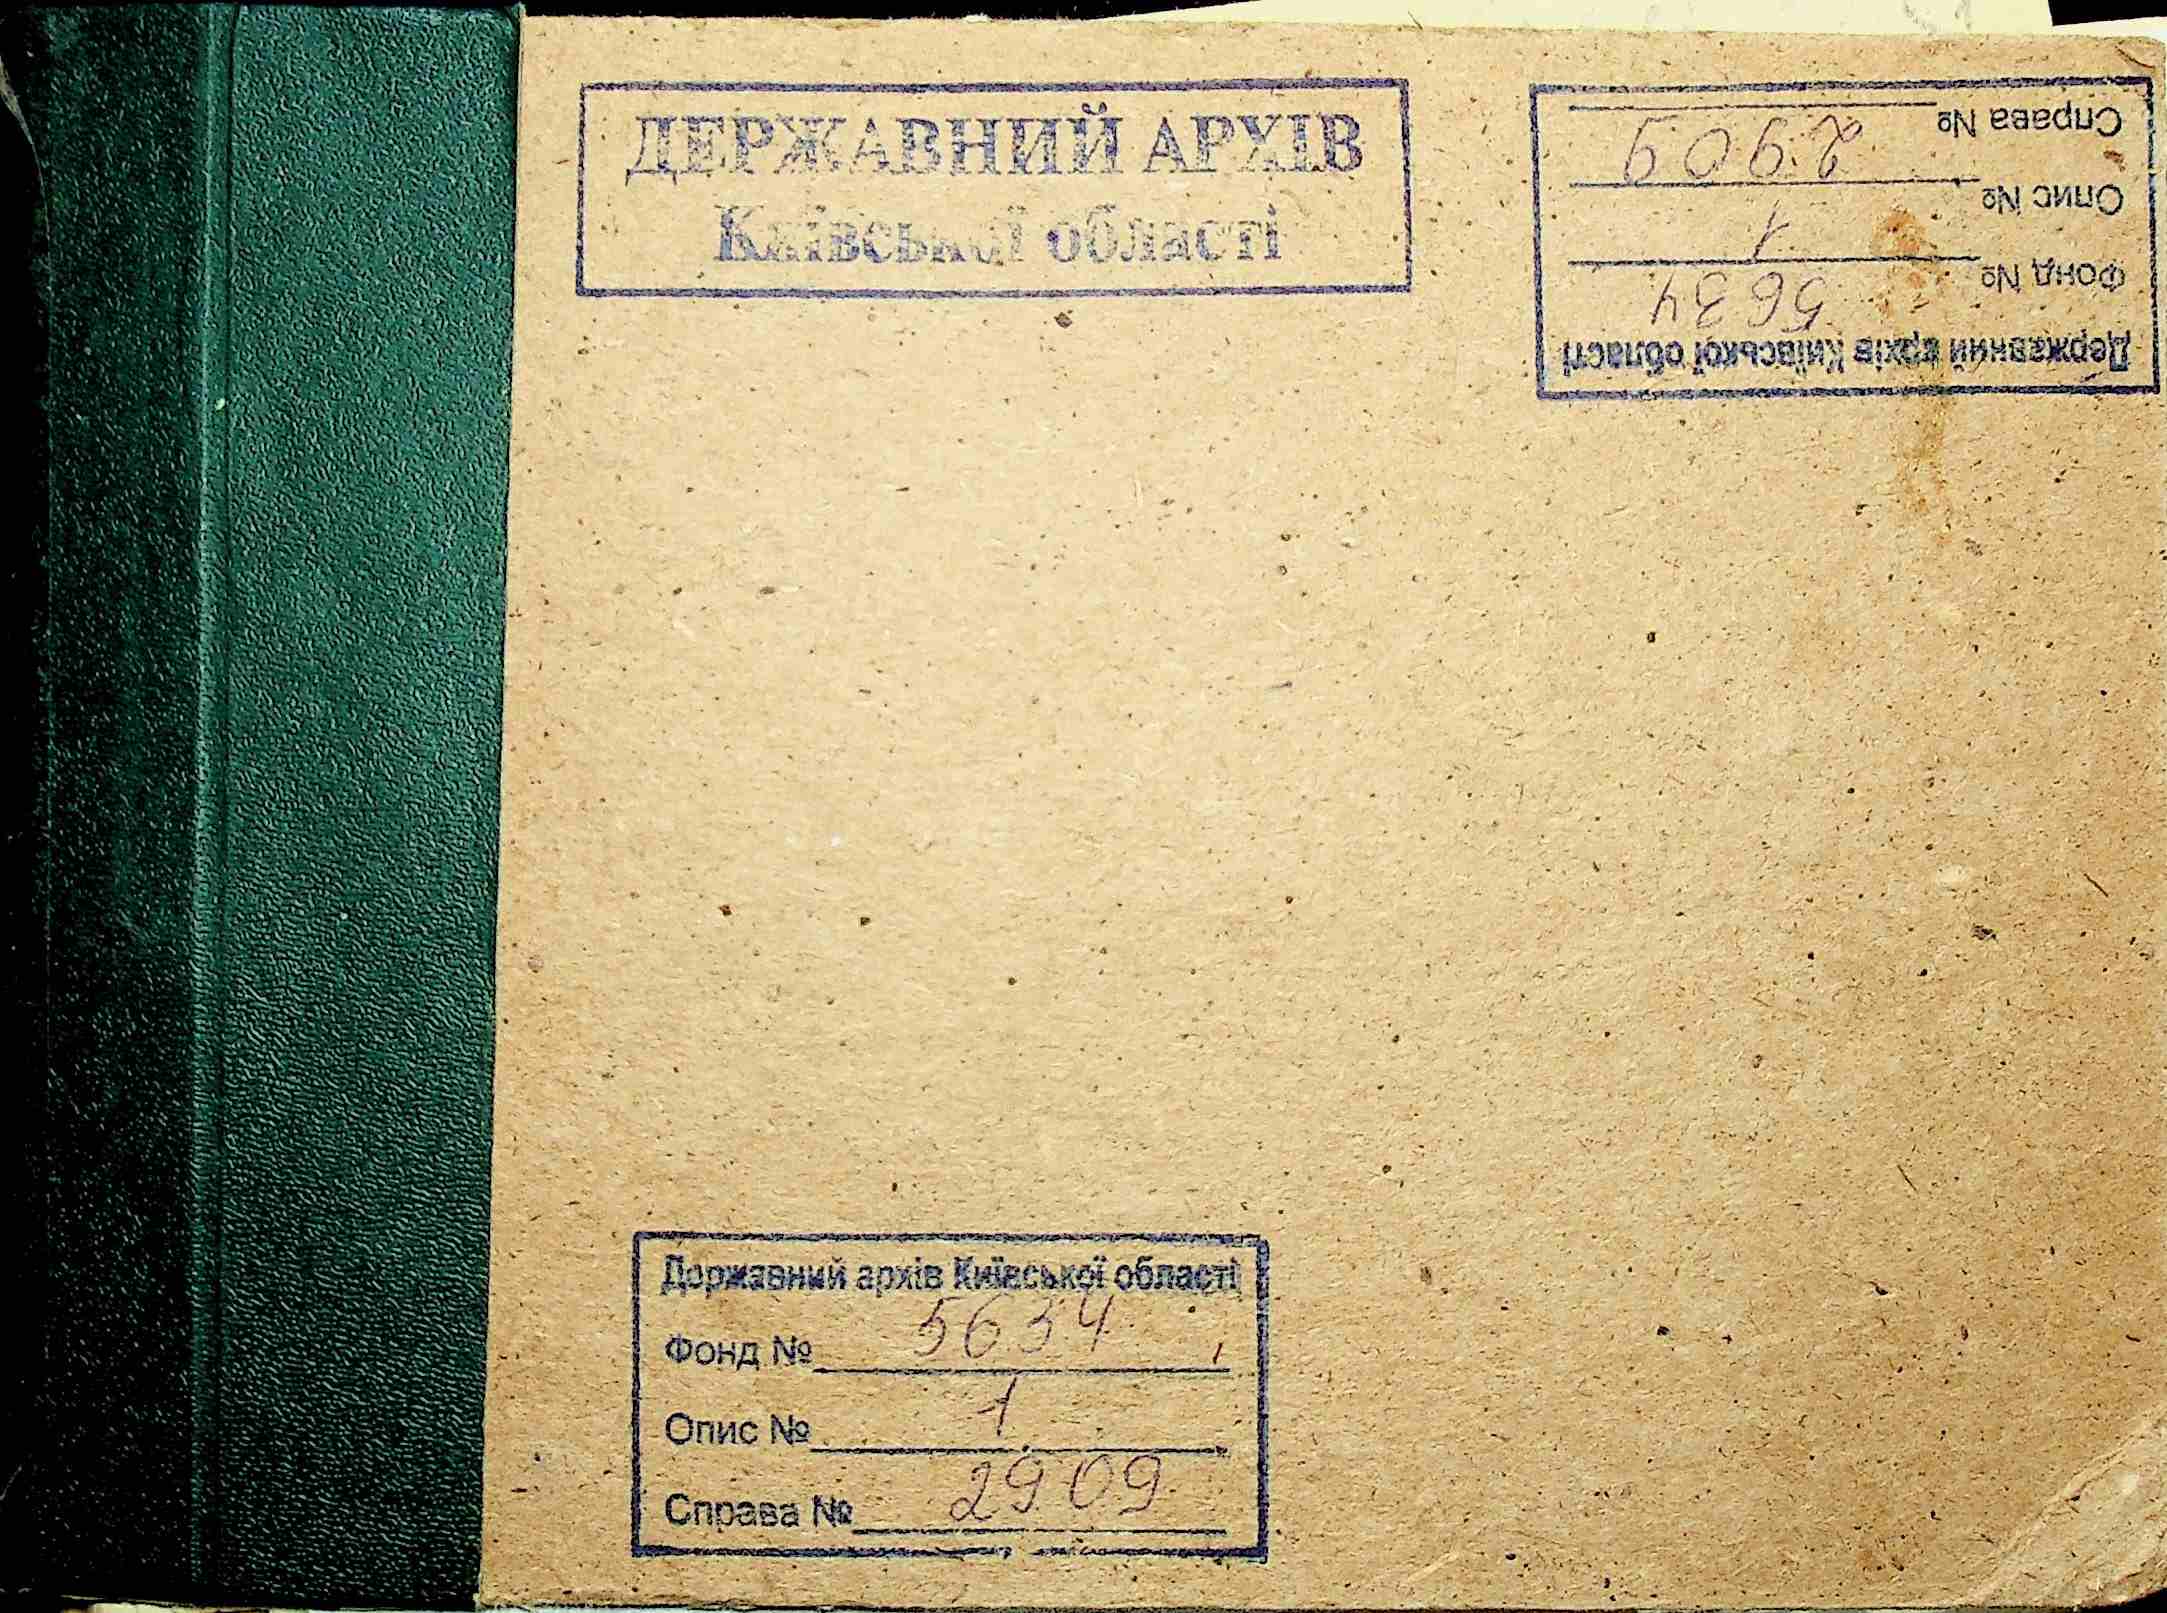 ДЕРЖАВНИЙ АРХІВ
Київської області
Державний архів Київської області
Фонд № 5634
Опис № 1
Справа № 2909
Державний архів Київської області
Фонд № 5634
Опис № 1
Справа № 2909